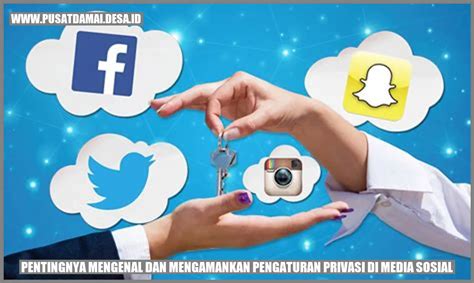 WWW.PUSATDAMAI.DESA.ID
PENTINGNYA MENGENAL DAN MENGAMANKAN PENGATURAN PRIVASI DI MEDIA SOSIAL